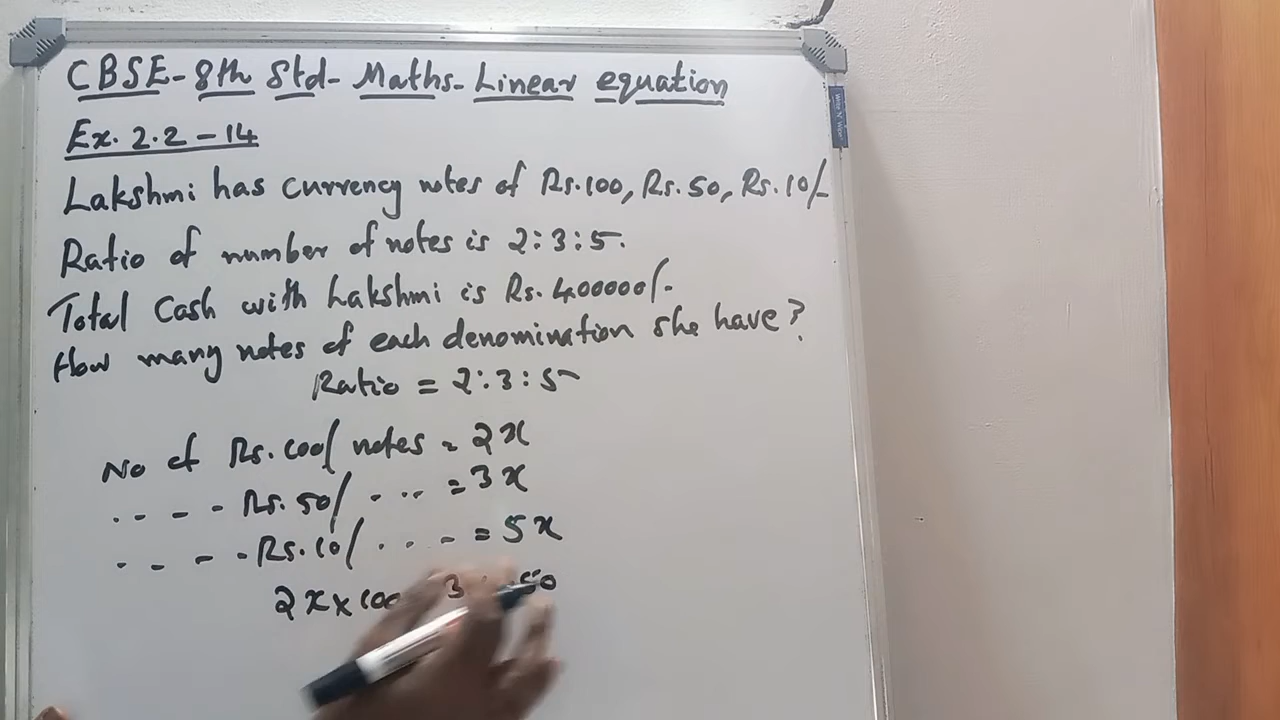 CBSE-8th Std-Maths-Linear equation
Ex. 2.2-14
Lakshmi has currency notes of Rs.100, Rs.50, Rs.10/-
Ratio of number of notes is 2:3:5.
Total Cash with Lakshmi is Rs.400000/-.
How many notes of each denomination she have?
Ratio = 2:3:5
No of Rs.100/ notes = 2x
.. - - Rs.50/ . .. = 3x
. - - - Rs.10/ . . . - = 5x
2x×100 3 50